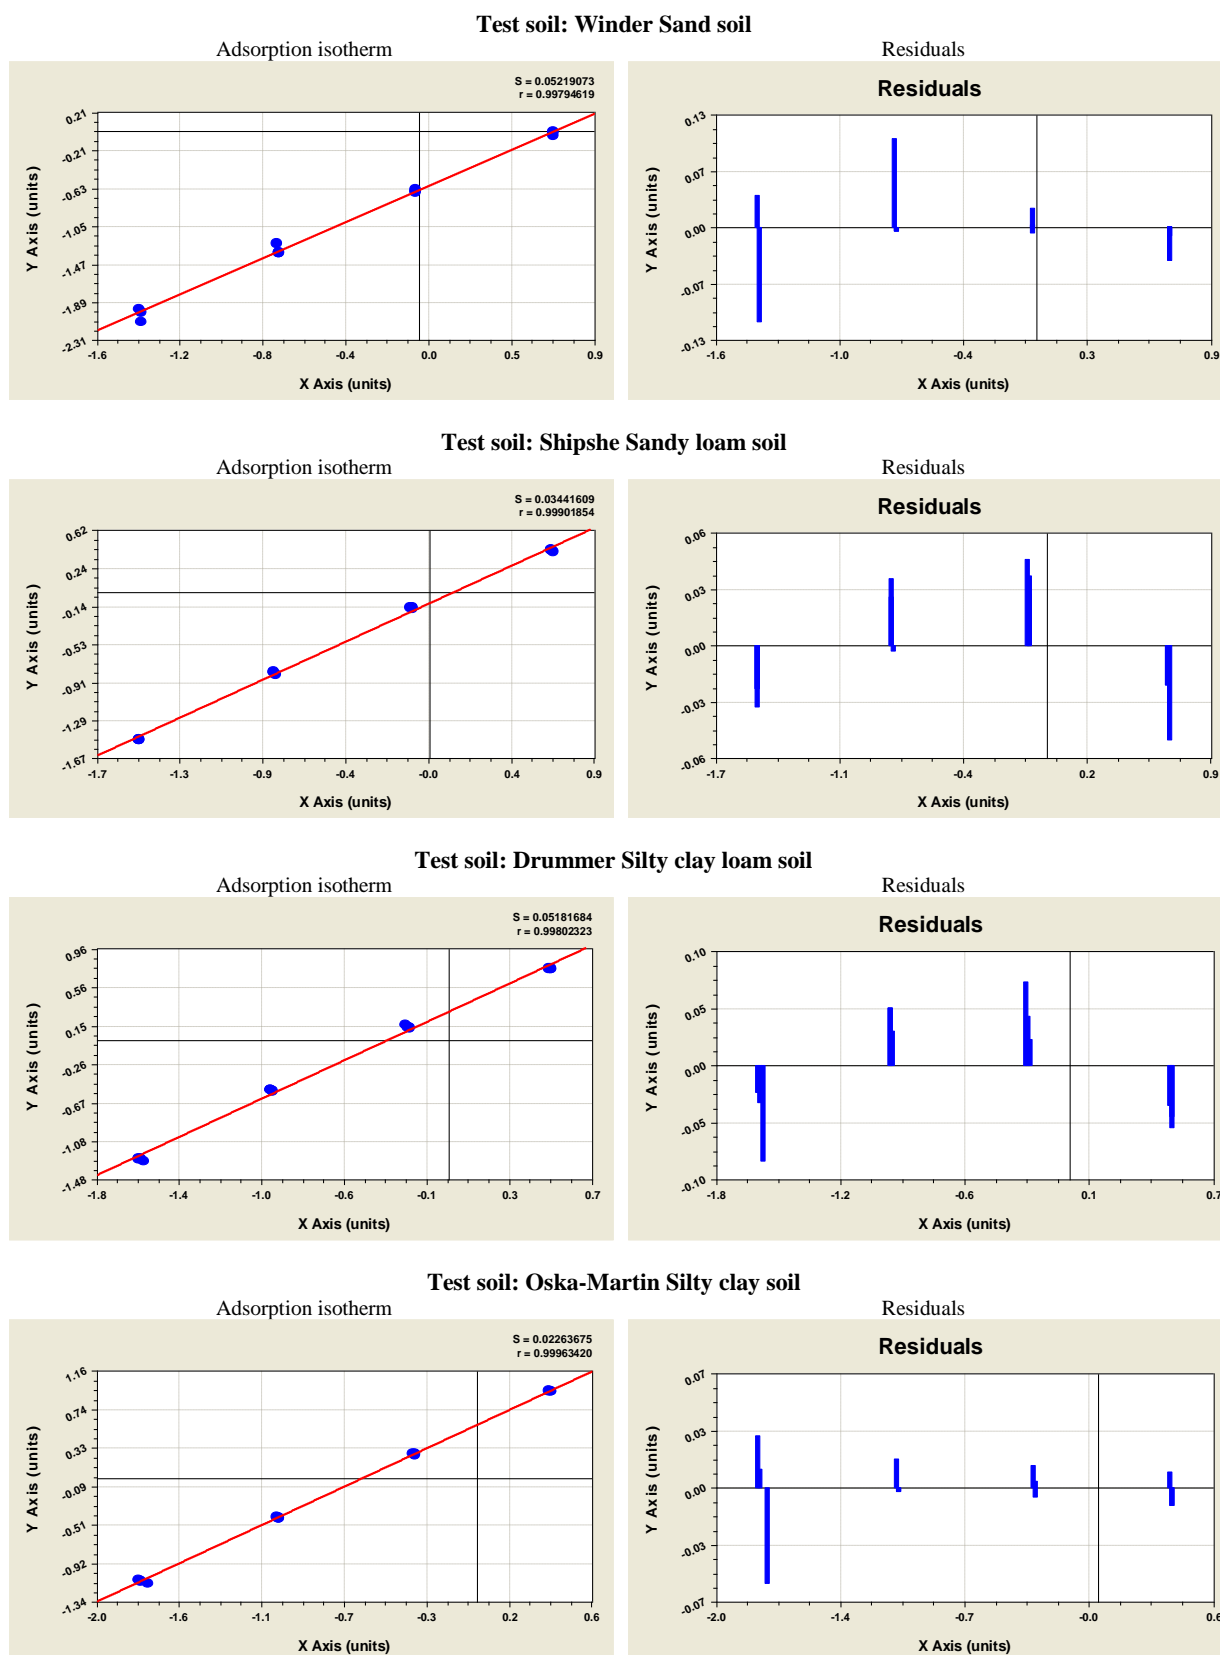 Test soil: Winder Sand soil
Adsorption isotherm
Residuals
S = 0.05219073
r = 0.99794619
Residuals
Y Axis (units)
0.21
-0.21
-0.63
-1.05
-1.47
-1.89
-2.31
-1.6 -1.2 -0.8 -0.4 0.0 0.5 0.9
X Axis (units)
Y Axis (units)
0.13
0.07
0.00
-0.07
-0.13
-1.6 -1.0 -0.4 0.3 0.9
X Axis (units)
Test soil: Shipshe Sandy loam soil
Adsorption isotherm
Residuals
S = 0.03441609
r = 0.99901854
Residuals
Y Axis (units)
0.62
0.24
-0.14
-0.53
-0.91
-1.29
-1.67
-1.7 -1.3 -0.9 -0.4 -0.0 0.4 0.9
X Axis (units)
Y Axis (units)
0.06
0.03
0.00
-0.03
-0.06
-1.7 -1.1 -0.4 0.2 0.9
X Axis (units)
Test soil: Drummer Silty clay loam soil
Adsorption isotherm
Residuals
S = 0.05181684
r = 0.99802323
Residuals
Y Axis (units)
0.96
0.56
0.15
-0.26
-0.67
-1.08
-1.48
-1.8 -1.4 -1.0 -0.6 -0.1 0.3 0.7
X Axis (units)
Y Axis (units)
0.10
0.05
0.00
-0.05
-0.10
-1.8 -1.2 -0.6 0.1 0.7
X Axis (units)
Test soil: Oska-Martin Silty clay soil
Adsorption isotherm
Residuals
S = 0.02263675
r = 0.99963420
Residuals
Y Axis (units)
1.16
0.74
0.33
-0.09
-0.51
-0.92
-1.34
-2.0 -1.6 -1.1 -0.7 -0.3 0.2 0.6
X Axis (units)
Y Axis (units)
0.07
0.03
0.00
-0.03
-0.07
-2.0 -1.4 -0.7 -0.0 0.6
X Axis (units)